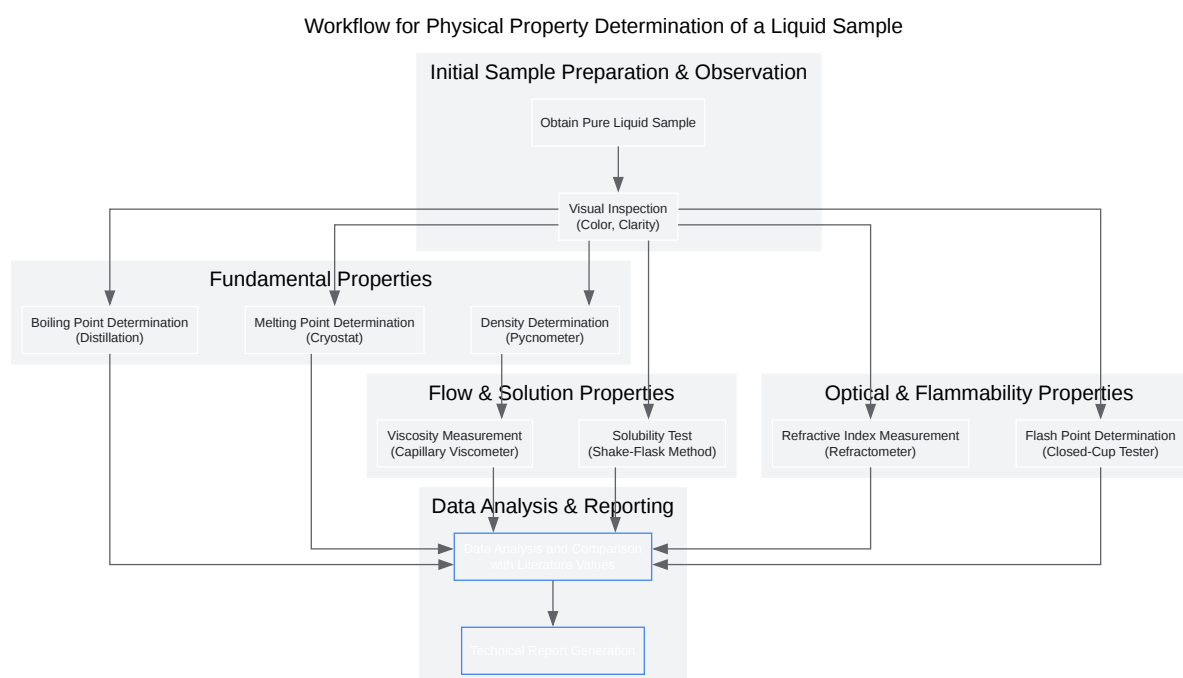 Workflow for Physical Property Determination of a Liquid Sample
Initial Sample Preparation & Observation
Obtain Pure Liquid Sample
Visual Inspection
(Color, Clarity)
Fundamental Properties
Boiling Point Determination
(Distillation)
Melting Point Determination
(Cryostat)
Density Determination
(Pycnometer)
Flow & Solution Properties
Viscosity Measurement
(Capillary Viscometer)
Solubility Test
(Shake-Flask Method)
Optical & Flammability Properties
Refractive Index Measurement
(Refractometer)
Flash Point Determination
(Closed-Cup Tester)
Data Analysis & Reporting
Data Analysis and Comparison
with Literature Values
Technical Report Generation